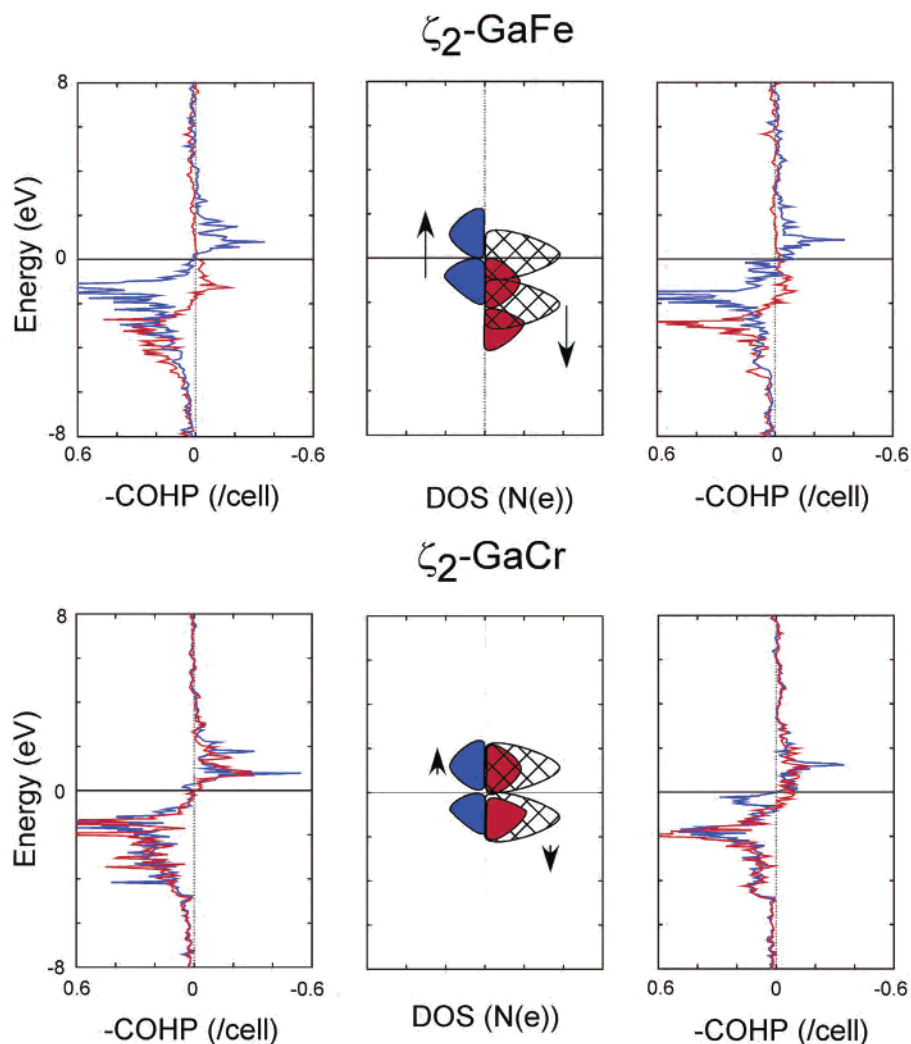 ζ2-GaFe
8
0
-8
Energy (eV)
0.6 0 -0.6
0.6 0 -0.6
-COHP (/cell)
DOS (N(e))
-COHP (/cell)
ζ2-GaCr
8
0
-8
Energy (eV)
0.6 0 -0.6
0.6 0 -0.6
-COHP (/cell)
DOS (N(e))
-COHP (/cell)